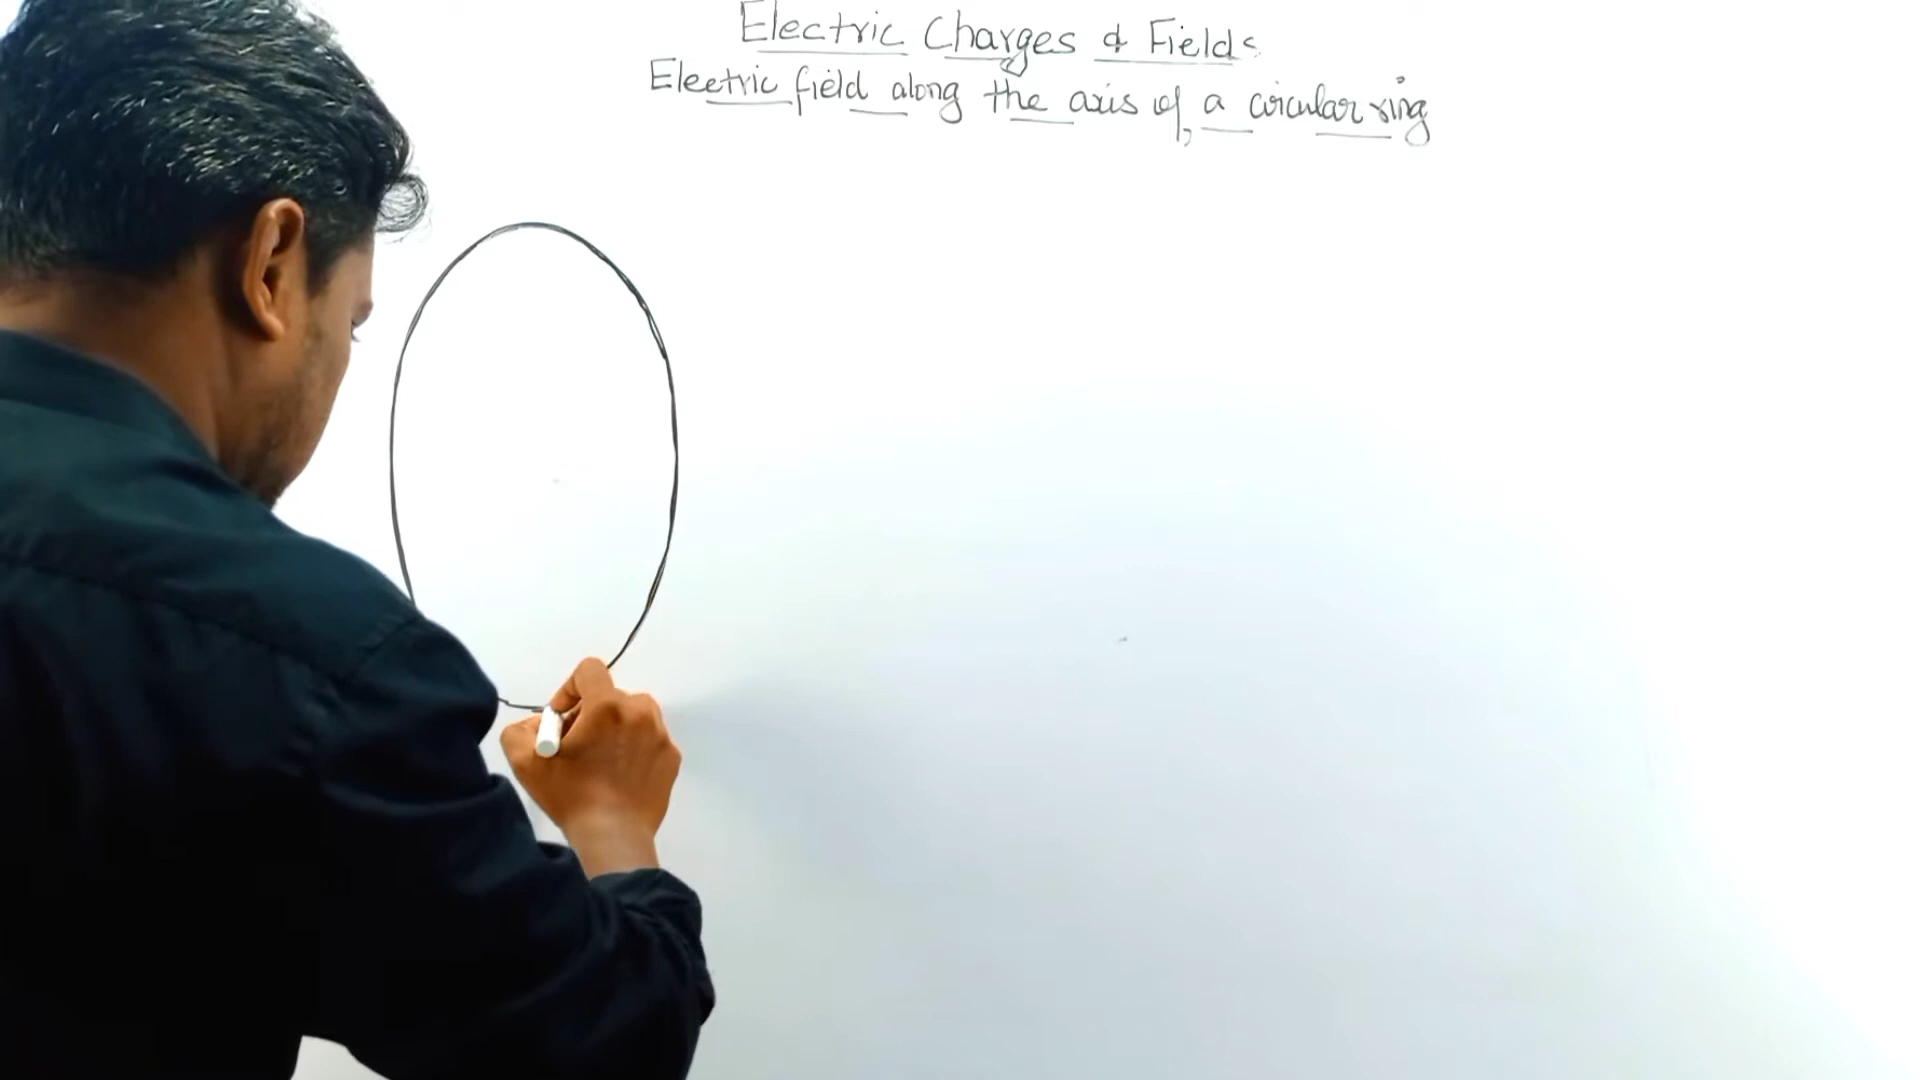 Electric Charges & Fields
Electric field along the axis of a circular ring